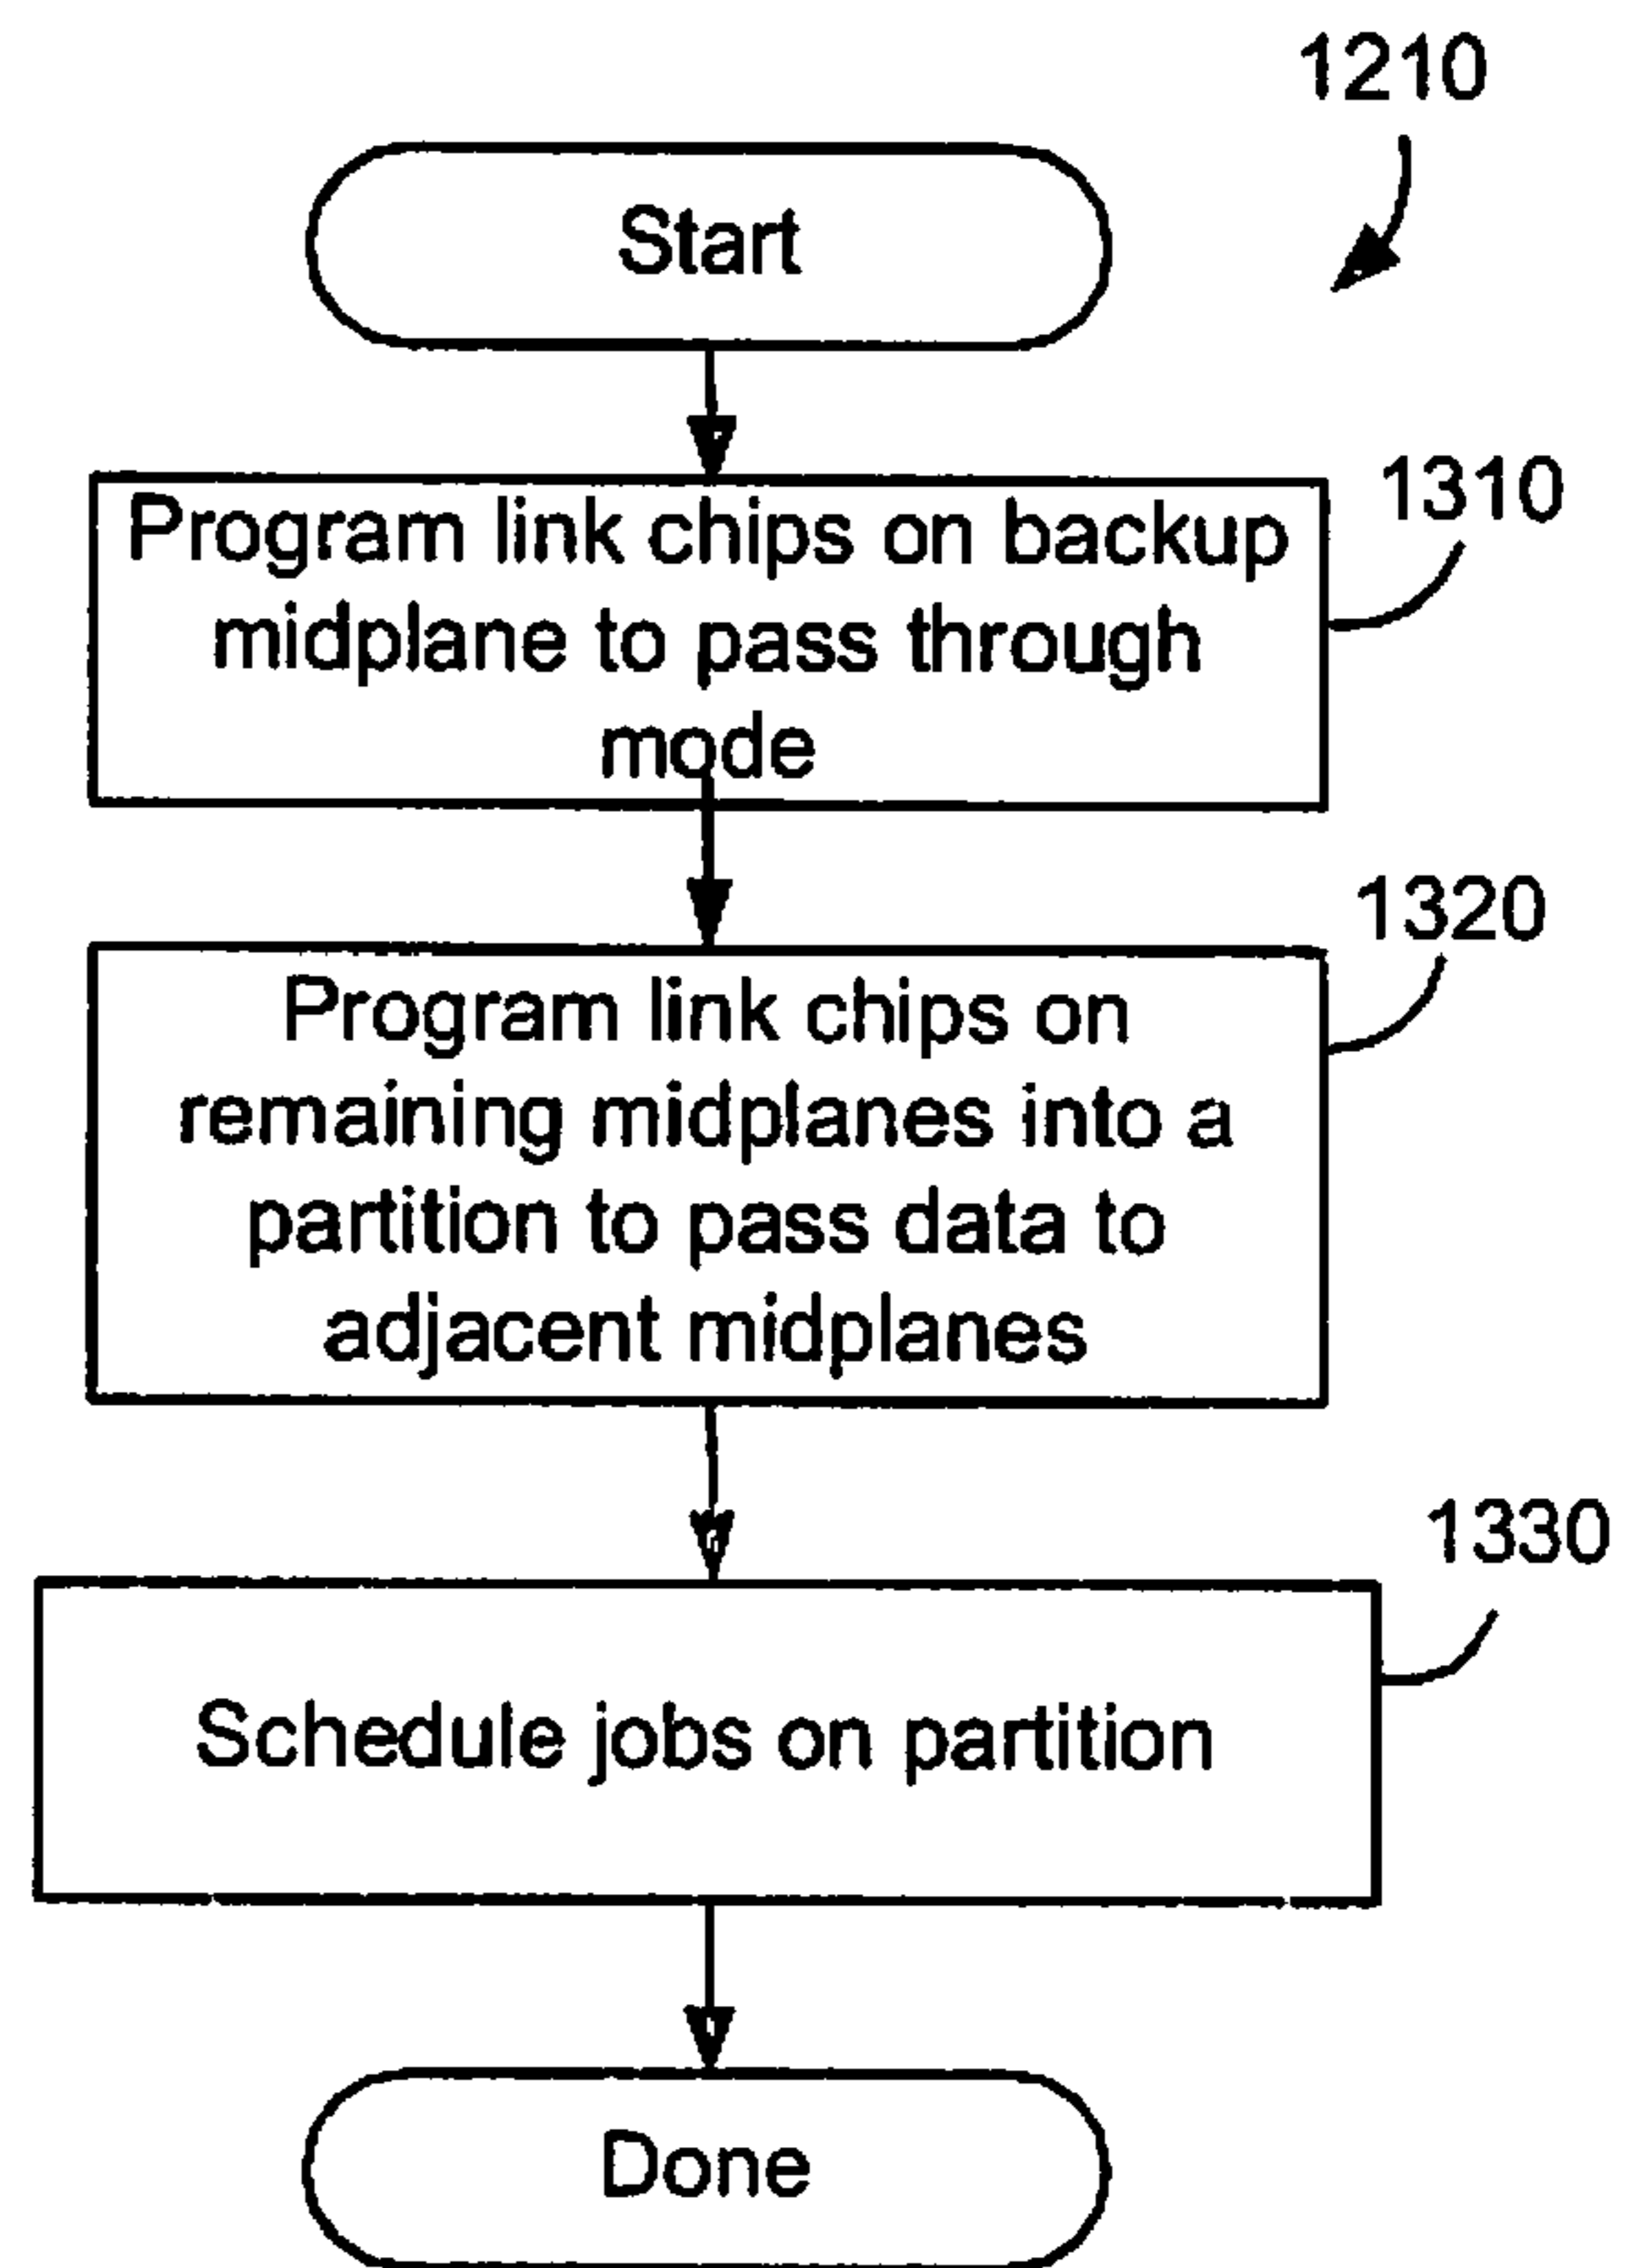 1210
Start
Program link chips on backup
midplane to pass through
mode
1310
Program link chips on
remaining midplanes into a
partition to pass data to
adjacent midplanes
1320
Schedule jobs on partition
1330
Done